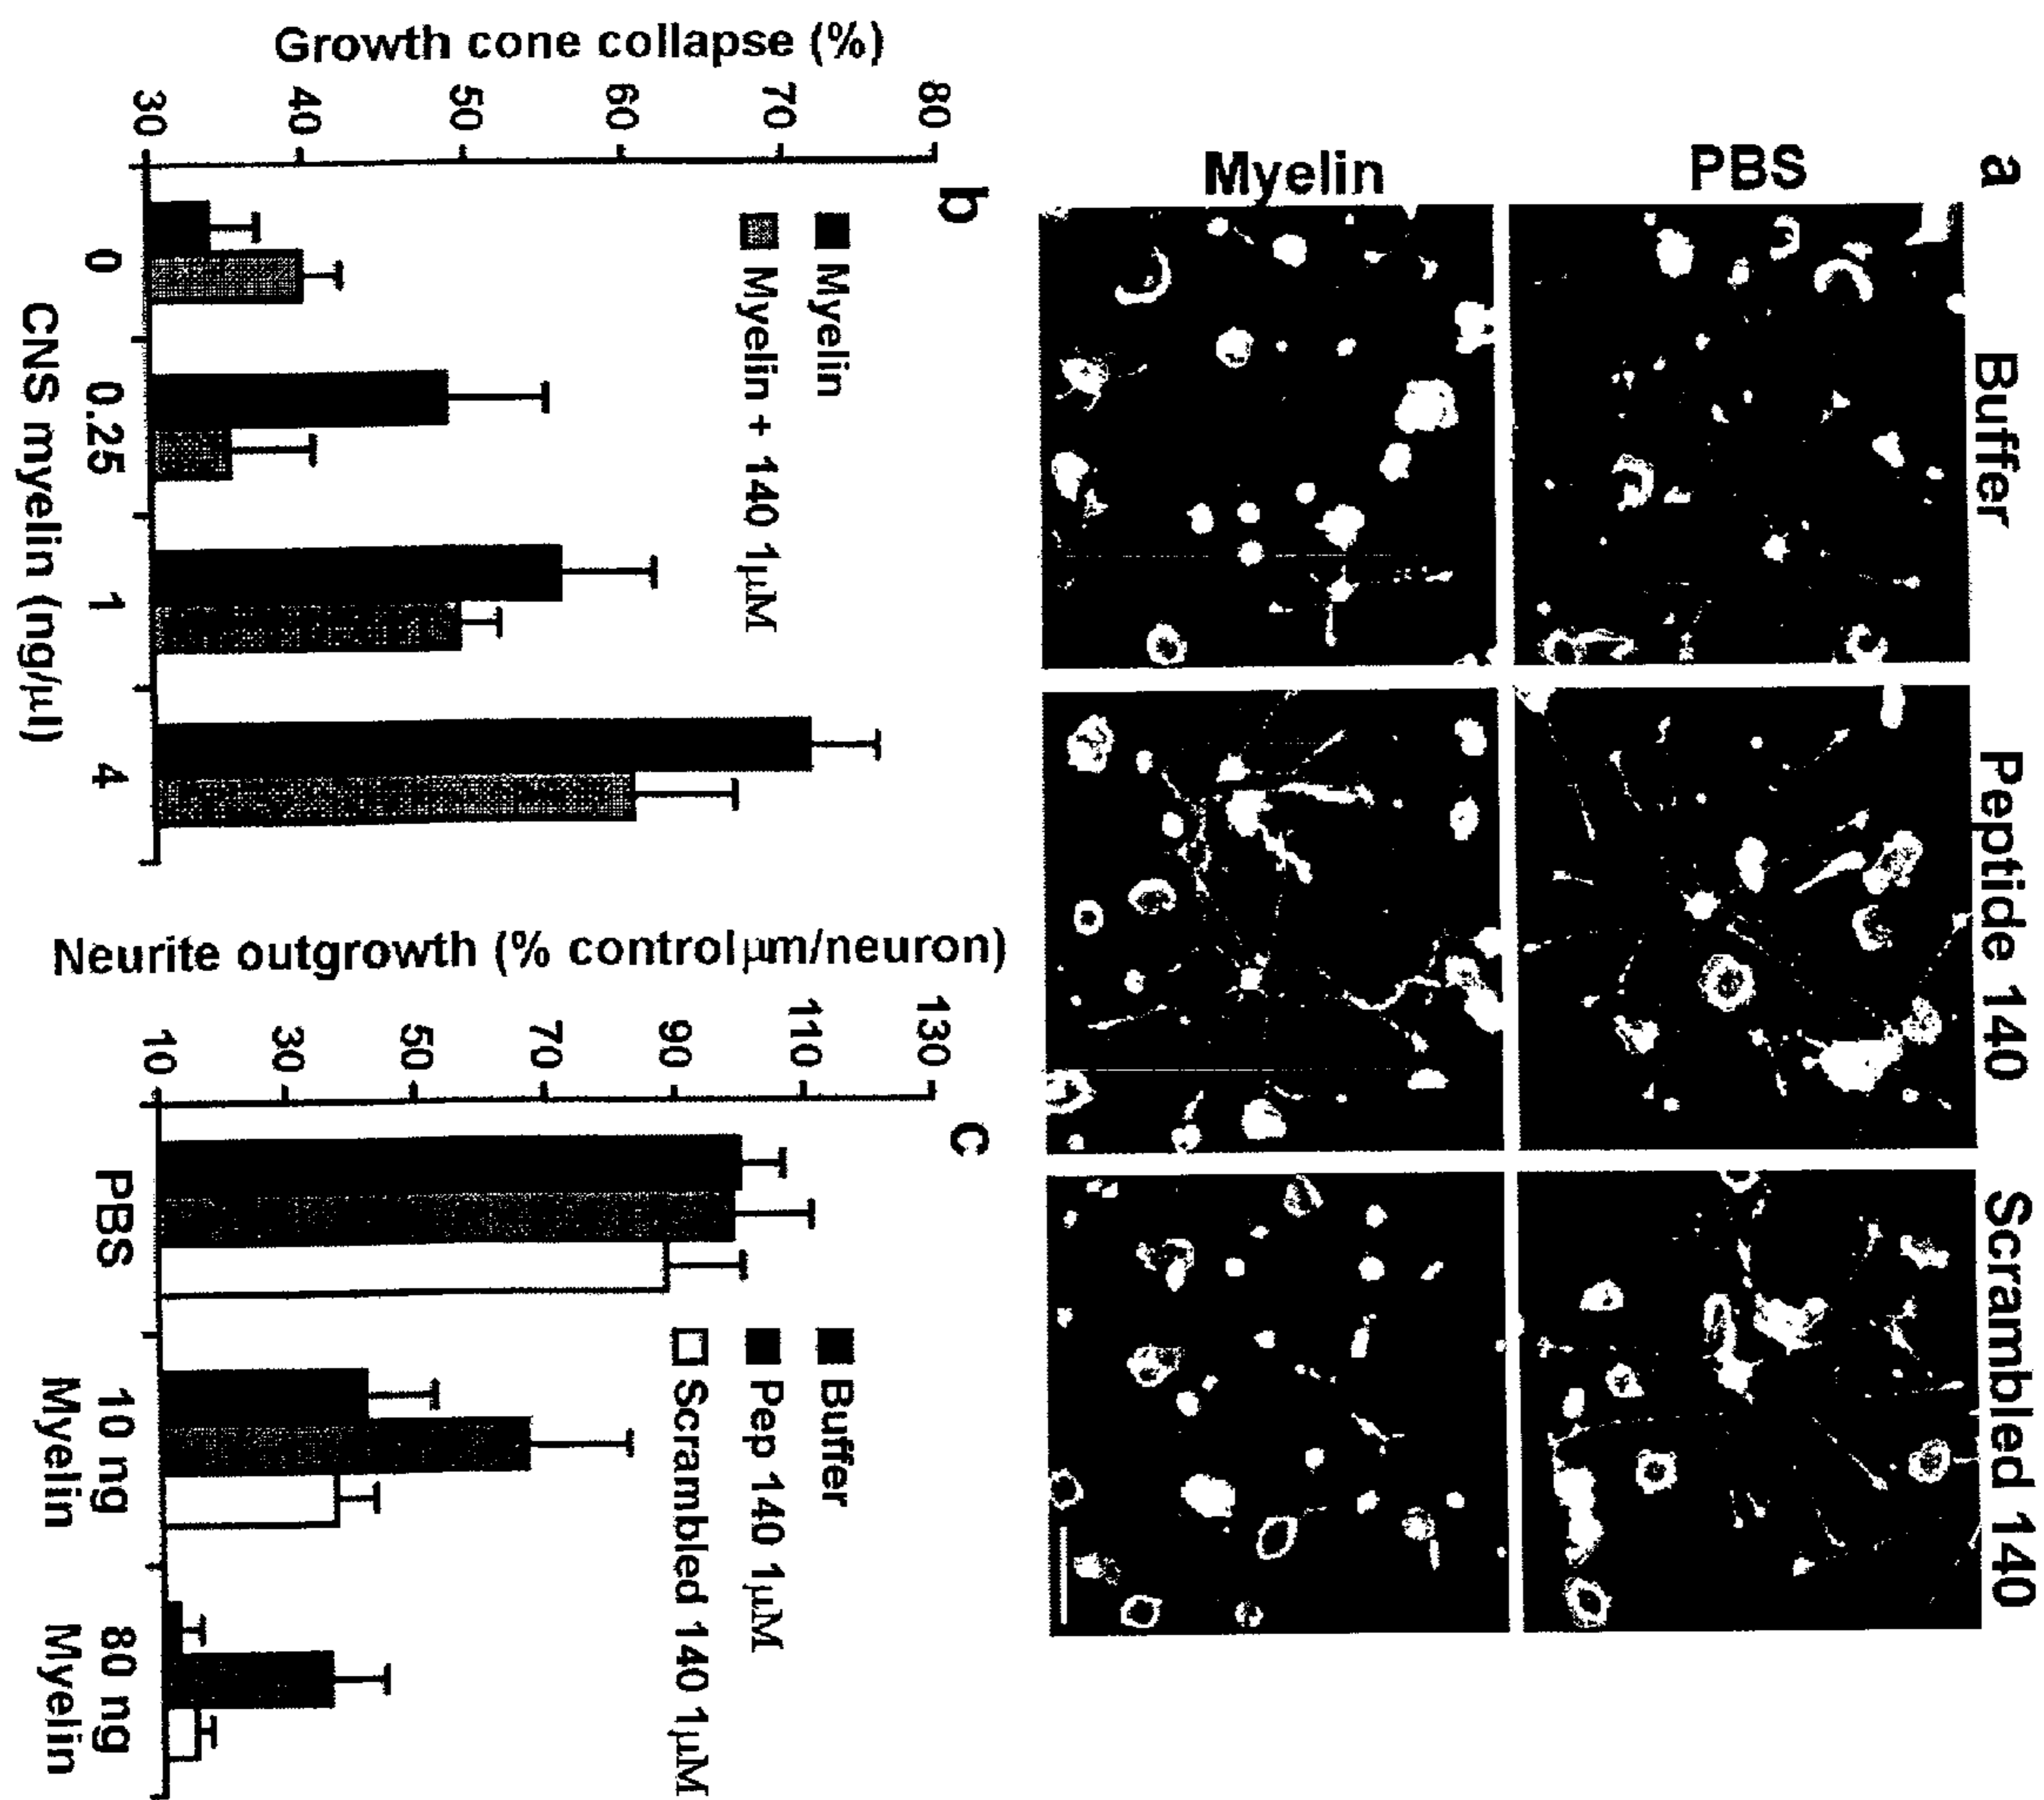 a
Buffer
Peptide 140
Scrambled 140
PBS
Myelin
b
Growth cone collapse (%)
80
70
60
50
40
30
Myelin
Myelin + 140 1μM
0
0.25
1
4
CNS myelin (ng/μl)
c
Neurite outgrowth (% control μm/neuron)
130
110
90
70
50
30
10
Buffer
Pep 140 1μM
Scrambled 140 1μM
PBS
10 ng
Myelin
80 ng
Myelin